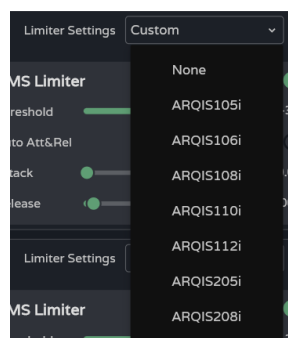 Limiter Settings Custom
None
MS Limiter
reshold
ARQIS105i
to Att&Rel
ARQIS106i
tack
ARQIS108i
lease
ARQIS110i
Limiter Settings
ARQIS112i
ARQIS205i
MS Limiter
ARQIS208i